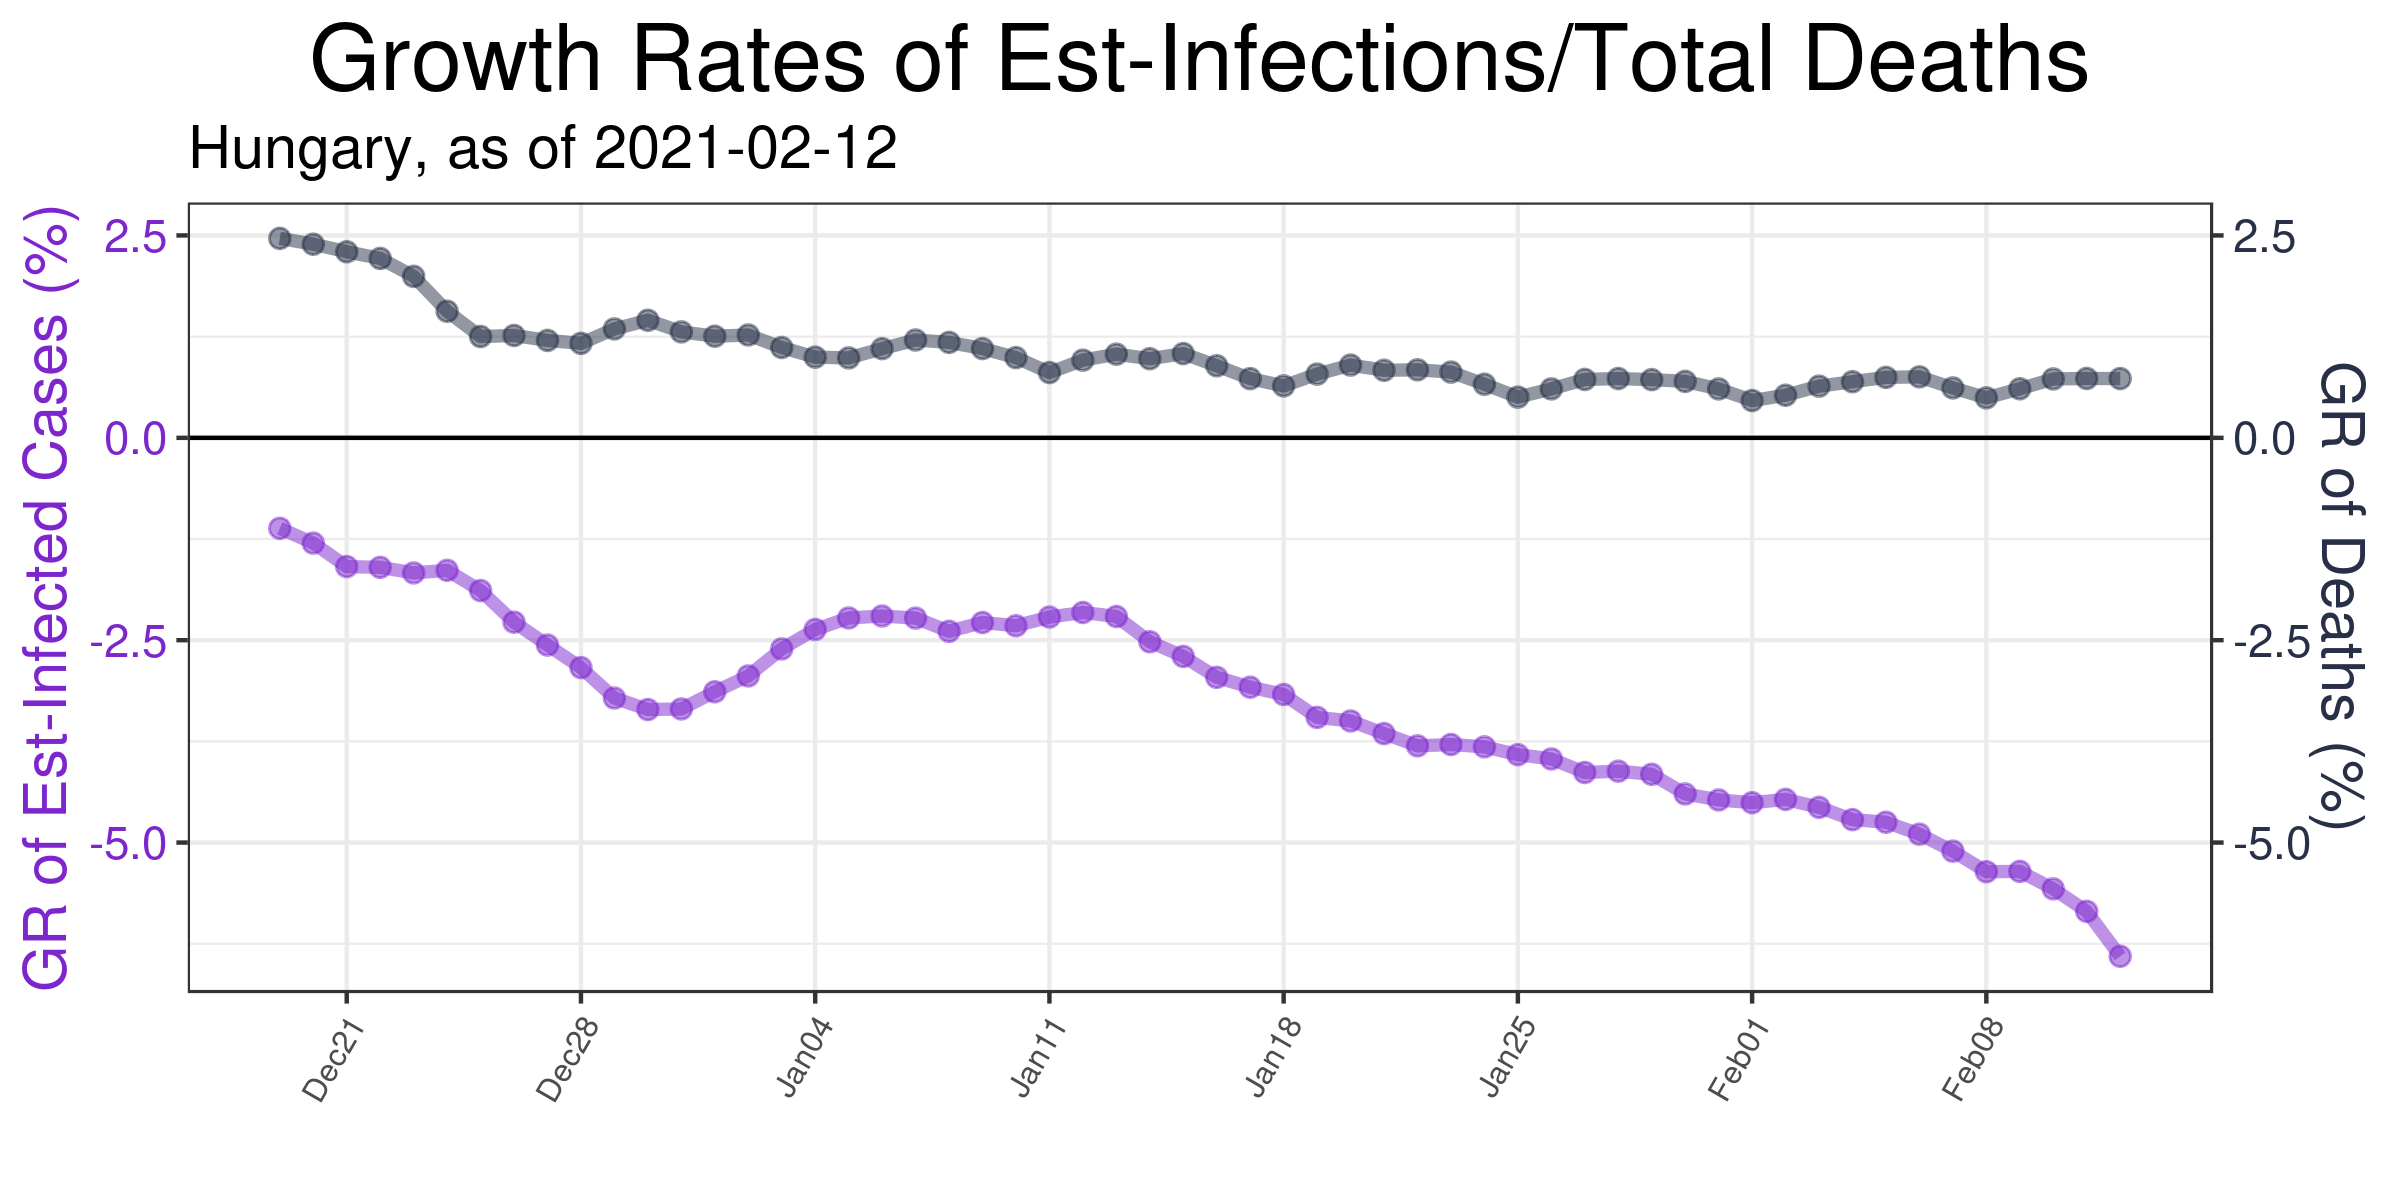 Growth Rates of Est-Infections/Total Deaths
Hungary, as of 2021-02-12
GR of Est-Infected Cases (%)
2.5
0.0
-2.5
-5.0
2.5
0.0
-2.5
-5.0
GR of Deaths (%)
Dec21
Dec28
Jan04
Jan11
Jan18
Jan25
Feb01
Feb08